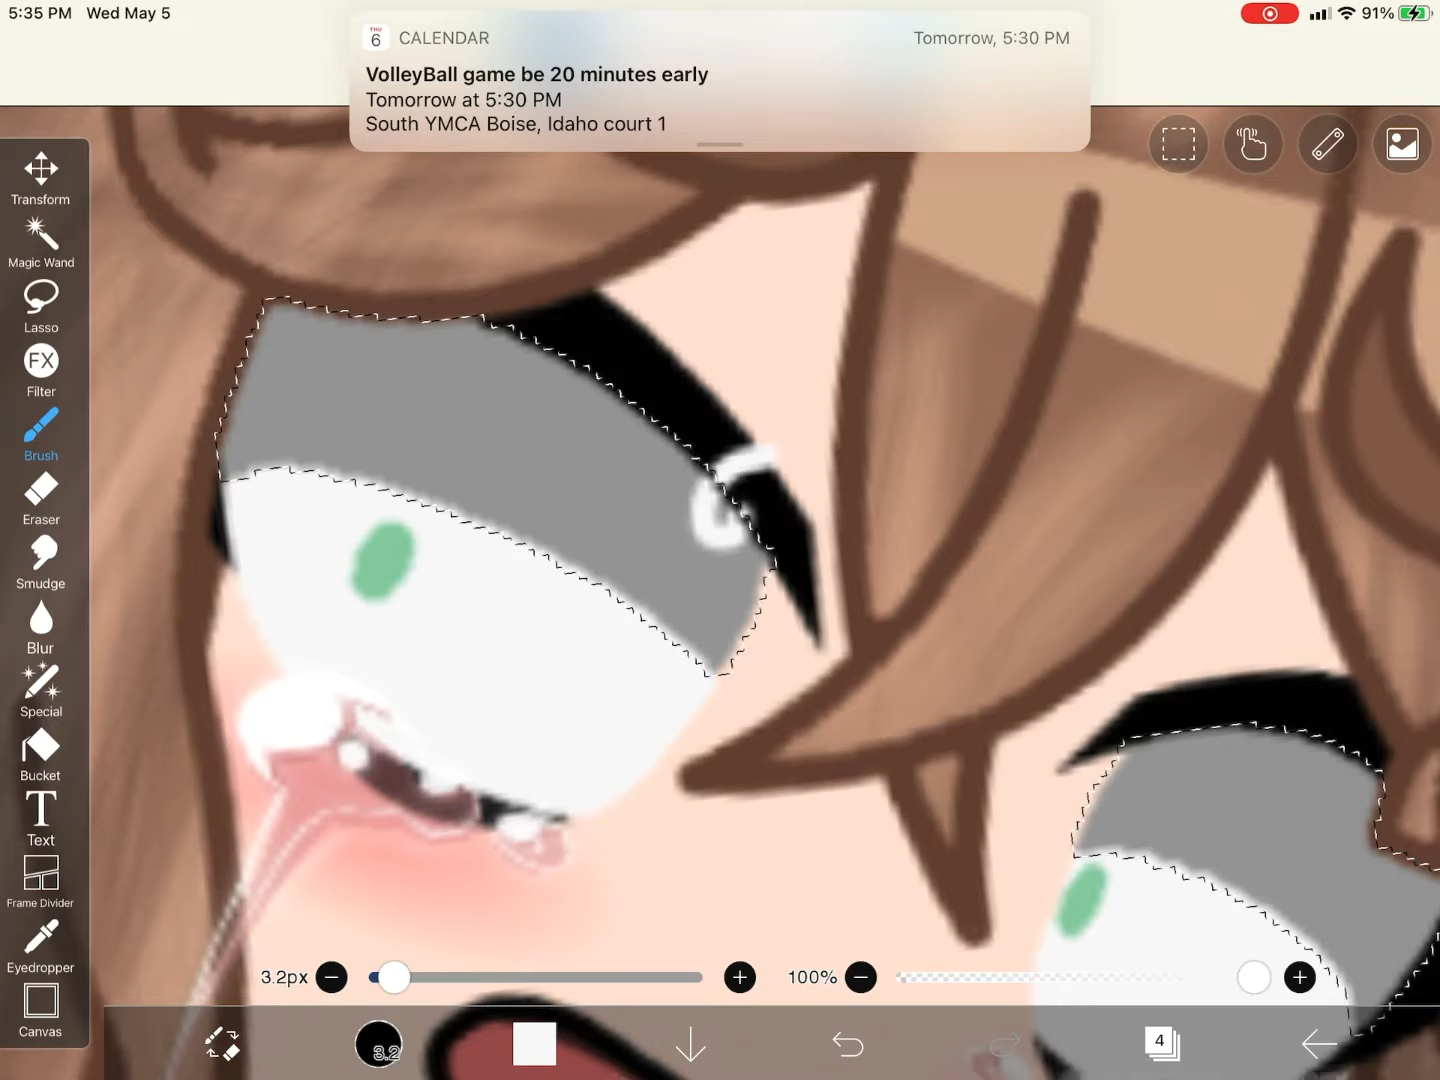 5:35 PM Wed May 5
91%
THU
6
CALENDAR
Tomorrow, 5:30 PM
VolleyBall game be 20 minutes early
Tomorrow at 5:30 PM
South YMCA Boise, Idaho court 1
Transform
Magic Wand
Lasso
FX
Filter
Brush
Eraser
Smudge
Blur
Special
Bucket
T
Text
Frame Divider
Eyedropper
Canvas
3.2px
100%
3.2
4